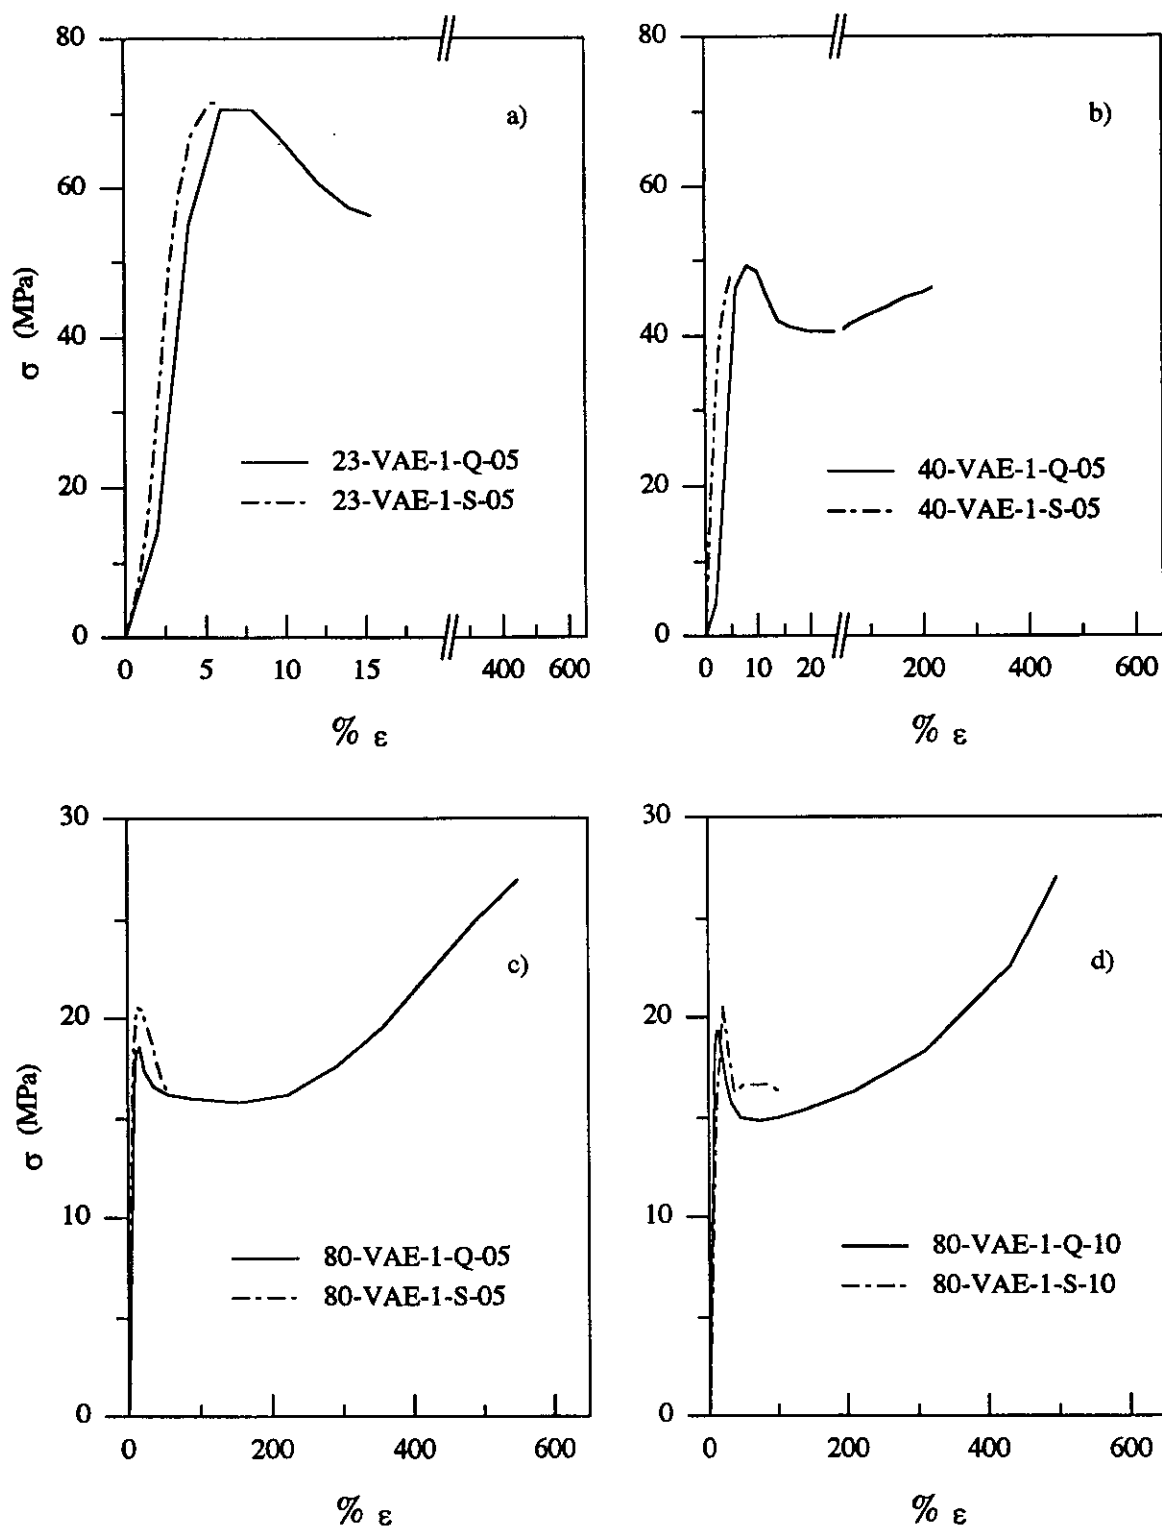 80
60
40
20
0
σ (MPa)
a)
23-VAE-1-Q-05
23-VAE-1-S-05
0 5 10 15 400 600
% ε
80
60
40
20
0
b)
40-VAE-1-Q-05
40-VAE-1-S-05
0 10 20 200 400 600
% ε
30
20
10
0
σ (MPa)
c)
80-VAE-1-Q-05
80-VAE-1-S-05
0 200 400 600
% ε
30
20
10
0
d)
80-VAE-1-Q-10
80-VAE-1-S-10
0 200 400 600
% ε